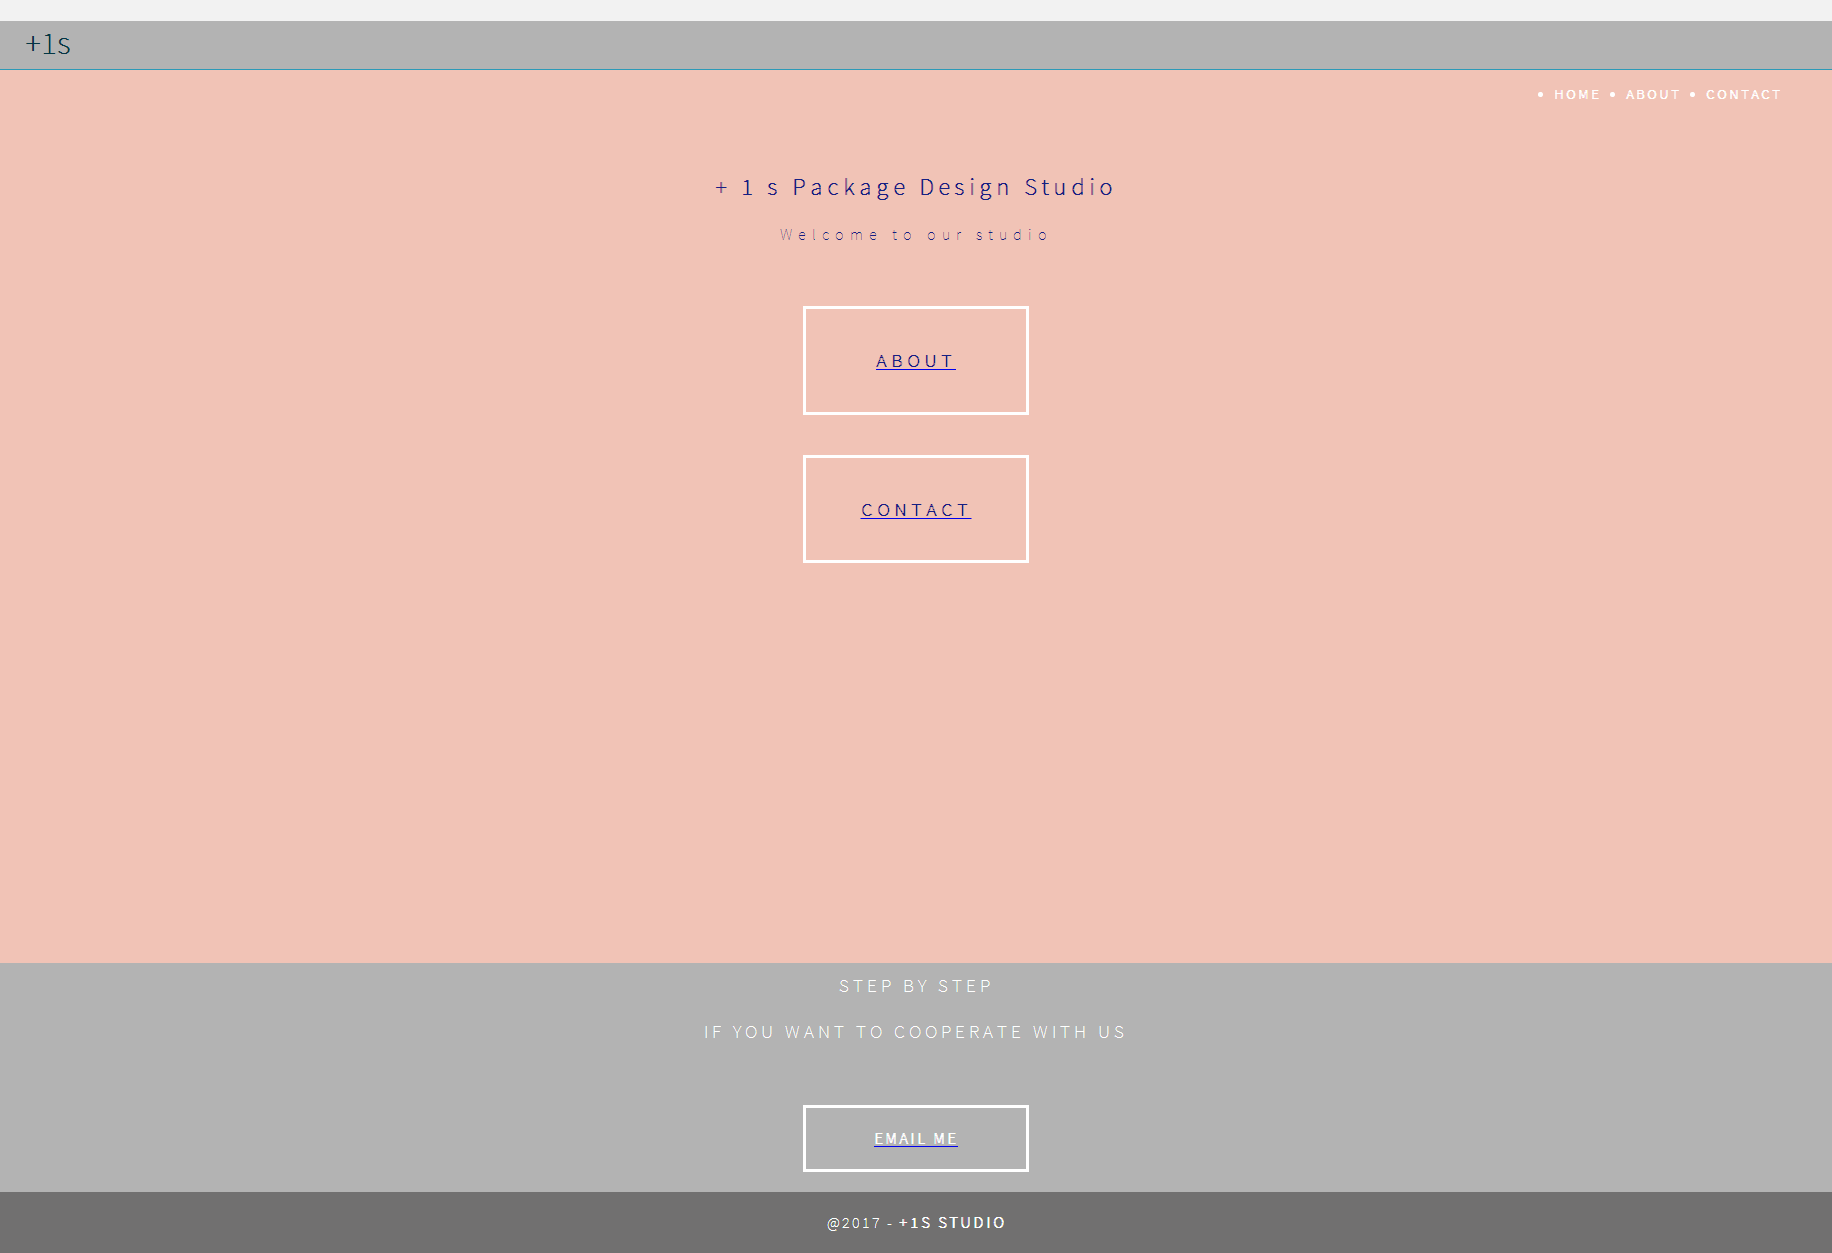 +1s
• HOME • ABOUT • CONTACT
+ 1 s Package Design Studio
Welcome to our studio
ABOUT
CONTACT
STEP BY STEP
IF YOU WANT TO COOPERATE WITH US
EMAIL ME
@2017 - +1S STUDIO